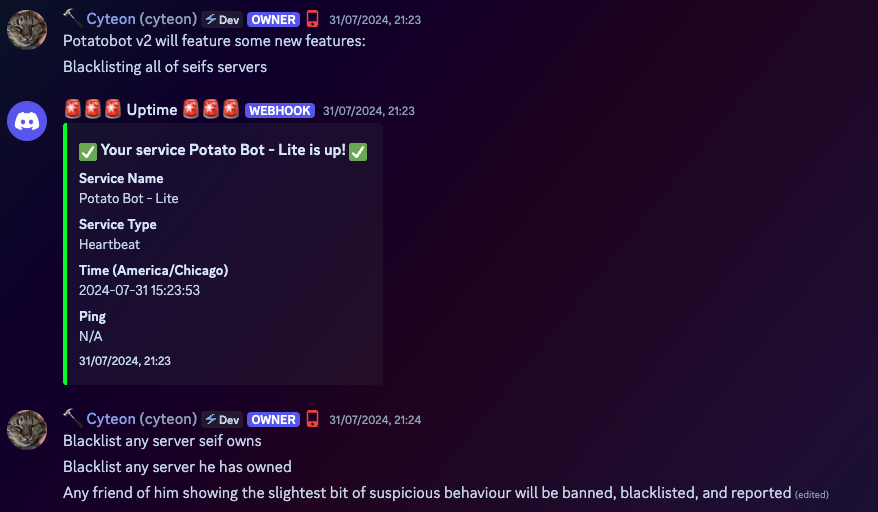 Cyteon (cyteon) Dev OWNER 31/07/2024, 21:23
Potatobot v2 will feature some new features:
Blacklisting all of seifs servers
🚨🚨🚨 Uptime 🚨🚨🚨 WEBHOOK 31/07/2024, 21:23
✅ Your service Potato Bot - Lite is up! ✅
Service Name
Potato Bot - Lite
Service Type
Heartbeat
Time (America/Chicago)
2024-07-31 15:23:53
Ping
N/A
31/07/2024, 21:23
Cyteon (cyteon) Dev OWNER 31/07/2024, 21:24
Blacklist any server seif owns
Blacklist any server he has owned
Any friend of him showing the slightest bit of suspicious behaviour will be banned, blacklisted, and reported (edited)